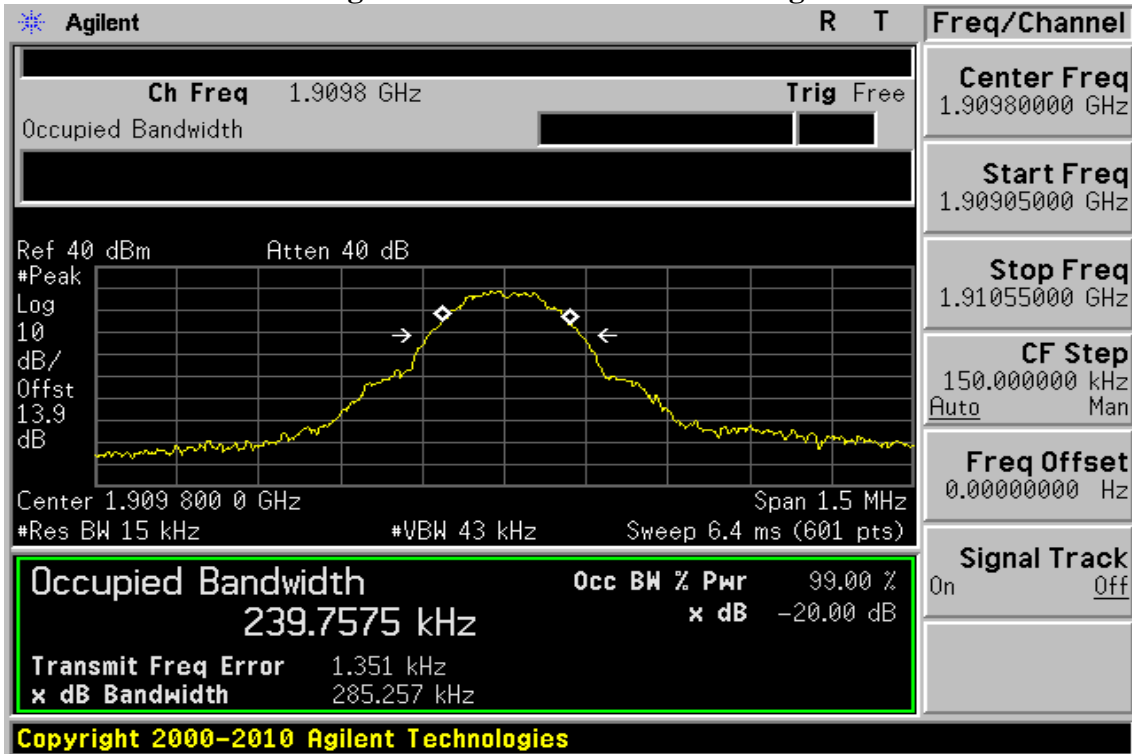 Agilent R T Freq/Channel
Ch Freq 1.9098 GHz Trig Free
Occupied Bandwidth
Center Freq
1.90980000 GHz
Start Freq
1.90905000 GHz
Stop Freq
1.91055000 GHz
CF Step
150.000000 kHz
Auto Man
Freq Offset
0.00000000 Hz
Signal Track
On Off
Ref 40 dBm Atten 40 dB
#Peak
Log
10
dB/
Offst
13.9
dB
Center 1.909 800 0 GHz Span 1.5 MHz
#Res BW 15 kHz #VBW 43 kHz Sweep 6.4 ms (601 pts)
Occupied Bandwidth Occ BW % Pwr 99.00 %
239.7575 kHz x dB -20.00 dB
Transmit Freq Error 1.351 kHz
x dB Bandwidth 285.257 kHz
Copyright 2000-2010 Agilent Technologies